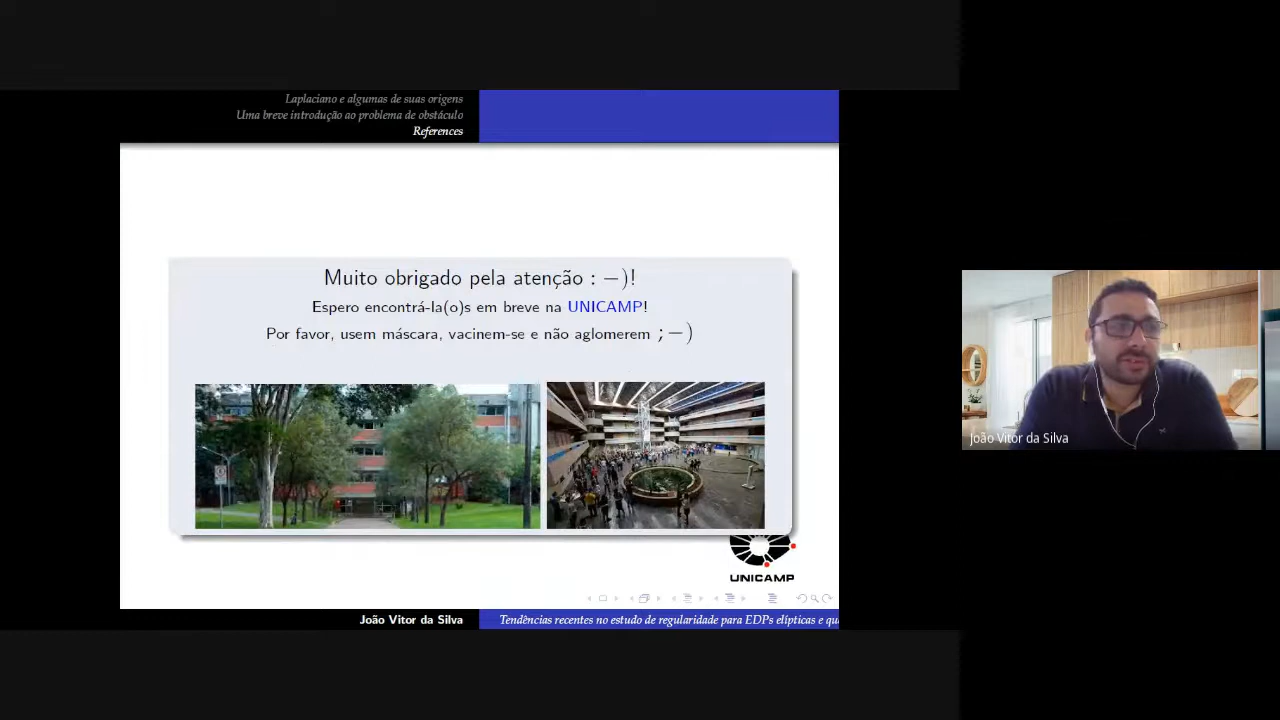 Laplaciano e algumas de suas origens
Uma breve introdução ao problema de obstáculo
References
Muito obrigado pela atenção : −)!
Espero encontrá-la(o)s em breve na UNICAMP!
Por favor, usem máscara, vacinem-se e não aglomerem ; −)
UNICAMP
João Vitor da Silva
Tendências recentes no estudo de regularidade para EDPs elípticas e qu
João Vitor da Silva